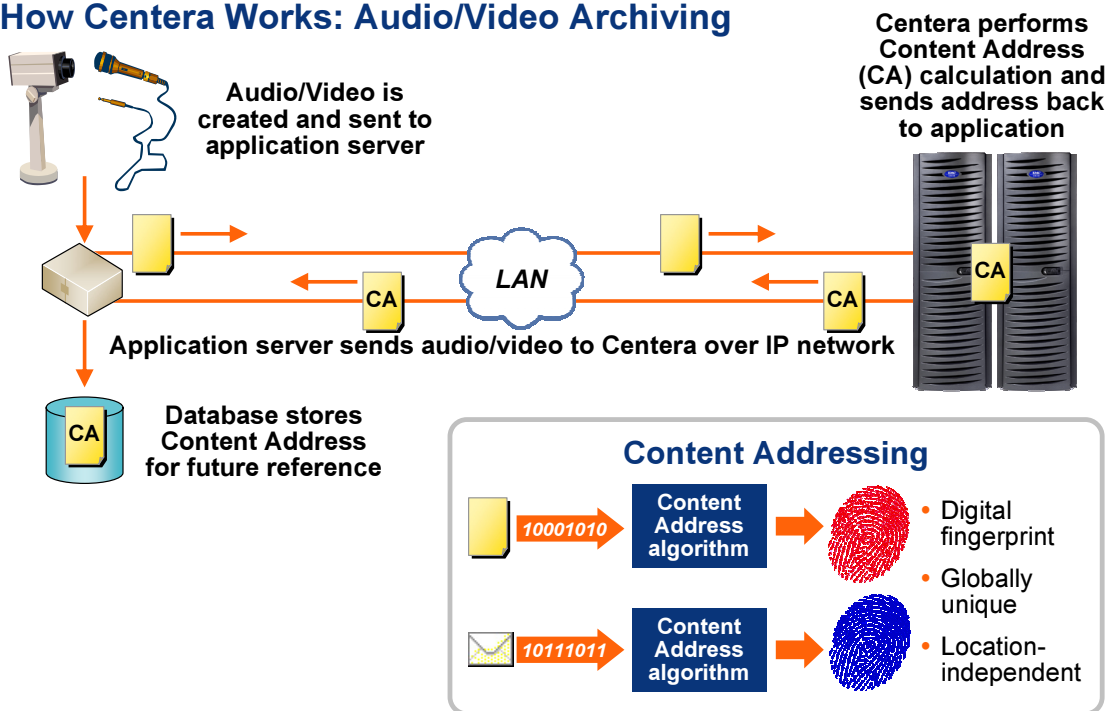 How Centera Works: Audio/Video Archiving
Centera performs
Content Address
(CA) calculation and
sends address back
to application
Audio/Video is
created and sent to
application server
LAN
CA
CA
CA
Application server sends audio/video to Centera over IP network
CA
Database stores
Content Address
for future reference
Content Addressing
10001010
Content
Address
algorithm
• Digital
fingerprint
• Globally
unique
10111011
Content
Address
algorithm
• Location-
independent